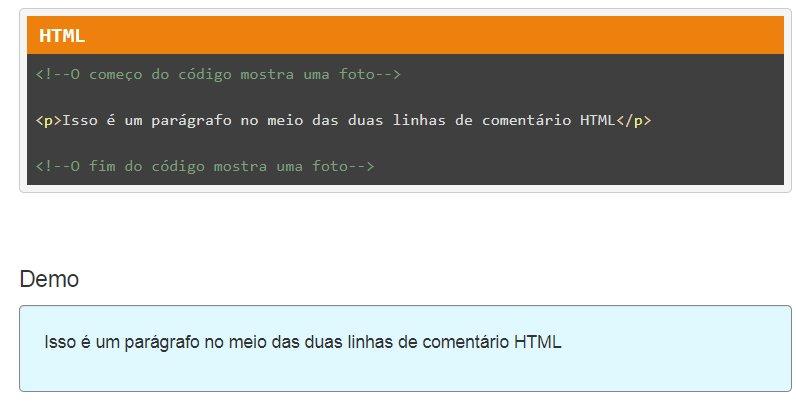 HTML
<!--O começo do código mostra uma foto-->
<p>Isso é um parágrafo no meio das duas linhas de comentário HTML</p>
<!--O fim do código mostra uma foto-->
Demo
Isso é um parágrafo no meio das duas linhas de comentário HTML